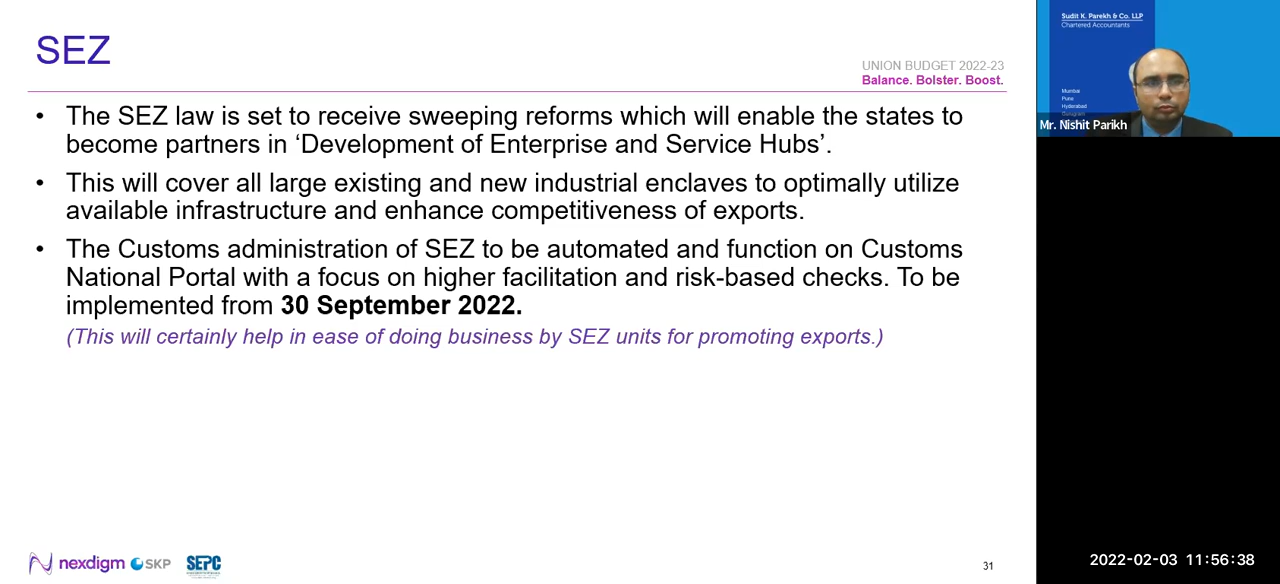 SEZ
UNION BUDGET 2022-23
Balance. Bolster. Boost.
• The SEZ law is set to receive sweeping reforms which will enable the states to
become partners in ‘Development of Enterprise and Service Hubs’.
• This will cover all large existing and new industrial enclaves to optimally utilize
available infrastructure and enhance competitiveness of exports.
• The Customs administration of SEZ to be automated and function on Customs
National Portal with a focus on higher facilitation and risk-based checks. To be
implemented from 30 September 2022.
(This will certainly help in ease of doing business by SEZ units for promoting exports.)
nexdigm SKP SEPC
31
Sudit K. Parekh & Co. LLP
Chartered Accountants
Mumbai
Pune
Hyderabad
Mr. Nishit Parikh
2022-02-03 11:56:38